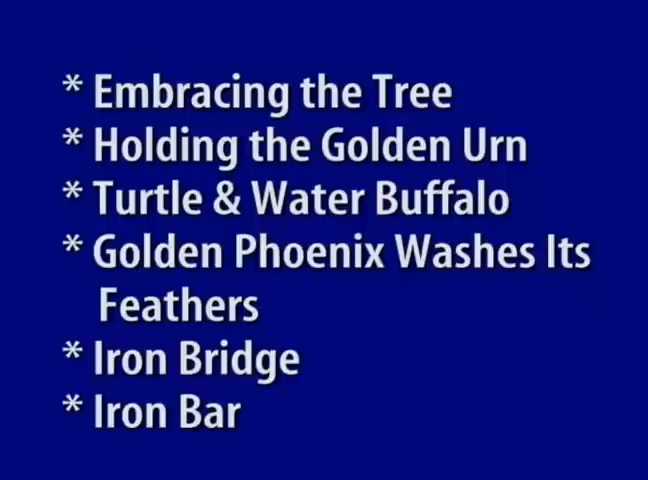 * Embracing the Tree
* Holding the Golden Urn
* Turtle & Water Buffalo
* Golden Phoenix Washes Its
Feathers
* Iron Bridge
* Iron Bar